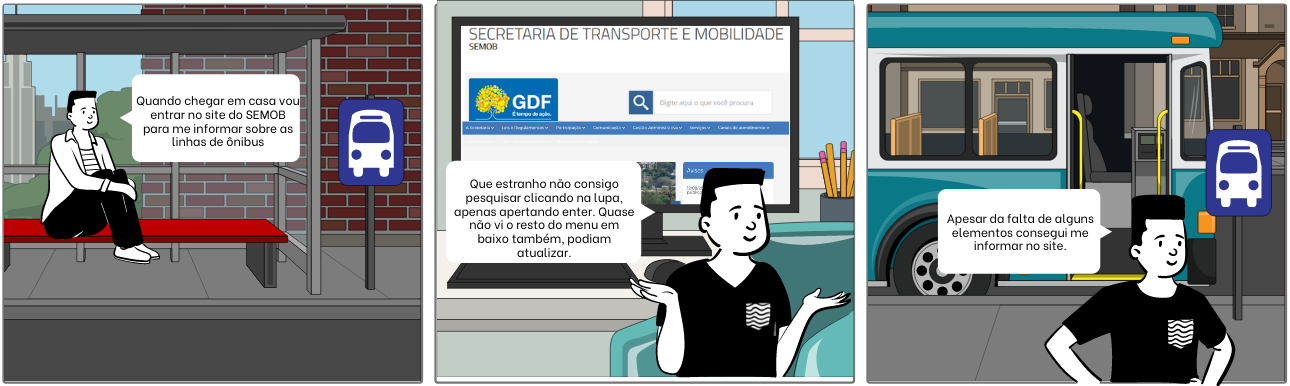 Quando chegar em casa vou
entrar no site do SEMOB
para me informar sobre as
linhas de ônibus
SECRETARIA DE TRANSPORTE E MOBILIDADE
SEMOB
GDF
É tempo de ação.
Digite aqui o que você procura
A Secretaria
Leis e Regulamentos
Participação
Comunicação
Gestão Administrativa
Serviços
Canais de atendimento
Avisos
Que estranho não consigo
pesquisar clicando na lupa,
apenas apertando enter. Quase
não vi o resto do menu em
baixo também, podiam
atualizar.
Apesar da falta de alguns
elementos consegui me
informar no site.